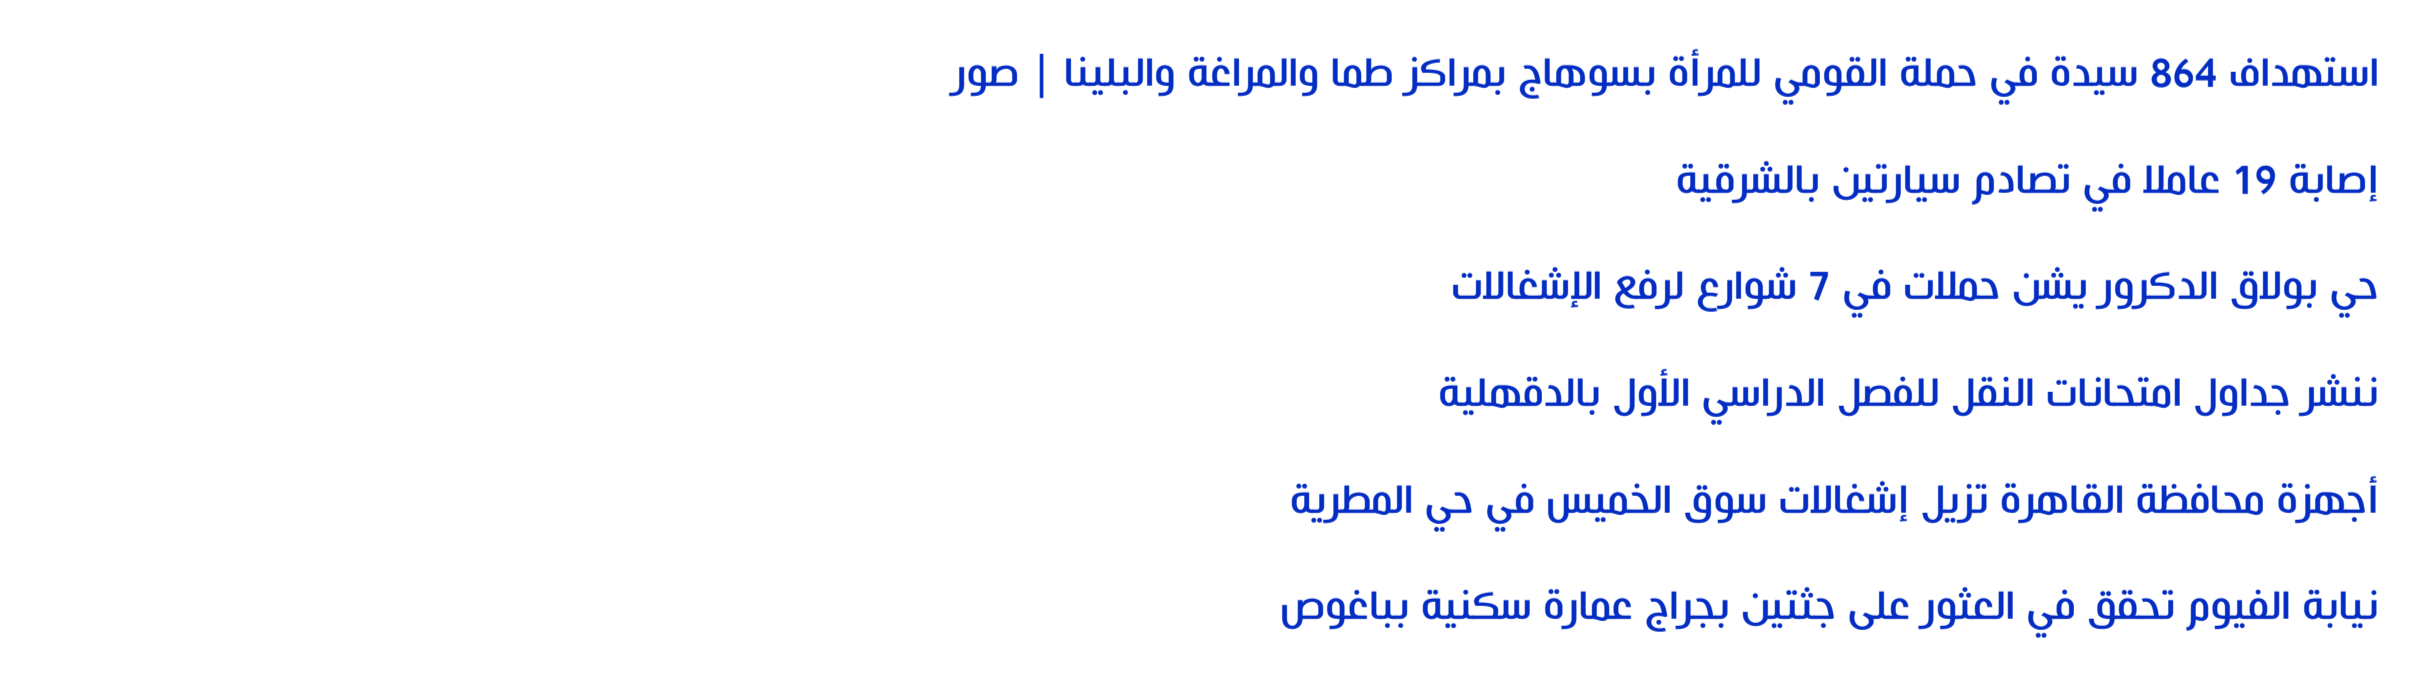 استهداف 864 سيدة في حملة القومي للمرأة بسوهاج بمراكز طما والمراغة والبلينا | صور
إصابة 19 عاملا في تصادم سيارتين بالشرقية
حي بولاق الدكرور يشن حملات في 7 شوارع لرفع الإشغالات
ننشر جداول امتحانات النقل للفصل الدراسي الأول بالدقهلية
أجهزة محافظة القاهرة تزيل إشغالات سوق الخميس في حي المطرية
نيابة الفيوم تحقق في العثور على جثتين بجراج عمارة سكنية بباغوص